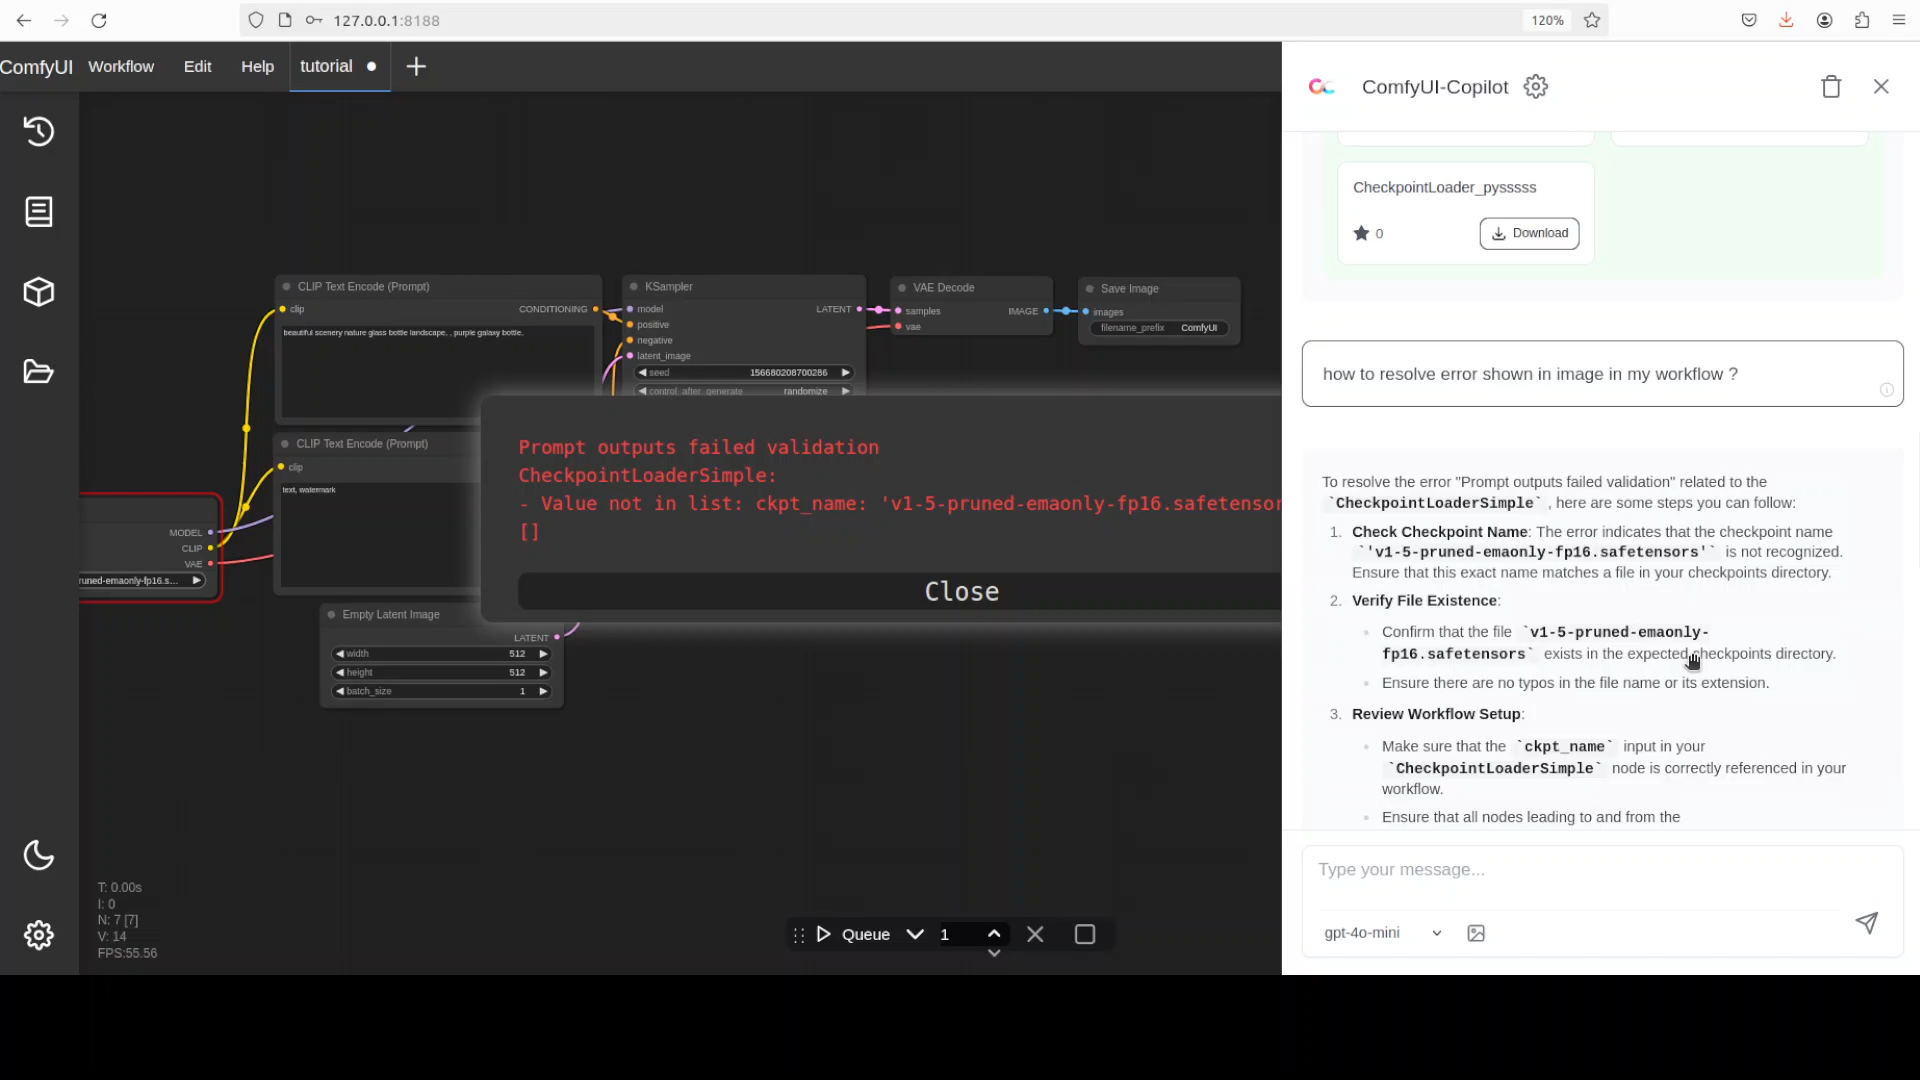 127.0.0.1:8188
120%
ComfyUI Workflow Edit Help tutorial
ComfyUI-Copilot
CheckpointLoader_pysssss
0 Download
CLIP Text Encode (Prompt)
clip CONDITIONING
beautiful scenery nature glass bottle landscape, , purple galaxy bottle,
KSampler
model LATENT
positive
negative
latent_image
seed 156680208700286
control_after_generate randomize
VAE Decode
samples IMAGE
vae
Save Image
images
filename_prefix ComfyUI
how to resolve error shown in image in my workflow ?
CLIP Text Encode (Prompt)
clip
text, watermark
MODEL
CLIP
VAE
runed-emaonly-fp16.s...
Empty Latent Image
LATENT
width 512
height 512
batch_size 1
Prompt outputs failed validation
CheckpointLoaderSimple:
- Value not in list: ckpt_name: 'v1-5-pruned-emaonly-fp16.safetensor
[]
Close
To resolve the error "Prompt outputs failed validation" related to the
`CheckpointLoaderSimple`, here are some steps you can follow:
1. Check Checkpoint Name: The error indicates that the checkpoint name
`'v1-5-pruned-emaonly-fp16.safetensors'` is not recognized.
Ensure that this exact name matches a file in your checkpoints directory.
2. Verify File Existence:
Confirm that the file `v1-5-pruned-emaonly-
fp16.safetensors` exists in the expected checkpoints directory.
Ensure there are no typos in the file name or its extension.
3. Review Workflow Setup:
Make sure that the `ckpt_name` input in your
`CheckpointLoaderSimple` node is correctly referenced in your
workflow.
Ensure that all nodes leading to and from the
Type your message...
gpt-4o-mini
T: 0.00s
I: 0
N: 7 [7]
V: 14
FPS:55.56
Queue 1